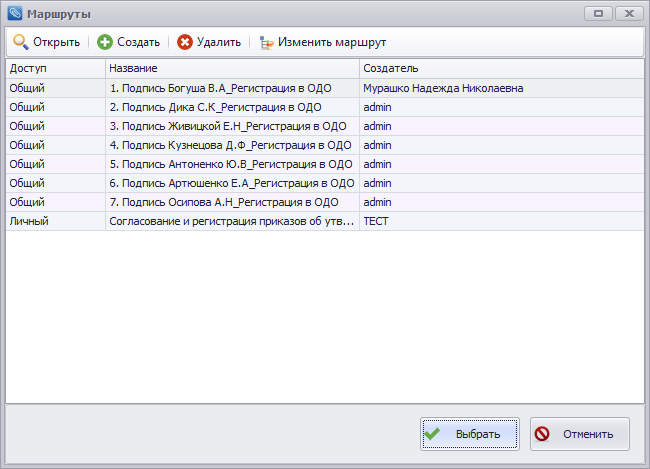 Маршруты
Открыть Создать Удалить Изменить маршрут
Доступ Название Создатель
Общий 1. Подпись Богуша В.А_Регистрация в ОДО Мурашко Надежда Николаевна
Общий 2. Подпись Дика С.К_Регистрация в ОДО admin
Общий 3. Подпись Живицкой Е.Н_Регистрация в ОДО admin
Общий 4. Подпись Кузнецова Д.Ф_Регистрация в ОДО admin
Общий 5. Подпись Антоненко Ю.В_Регистрация в ОДО admin
Общий 6. Подпись Артюшенко Е.А_Регистрация в ОДО admin
Общий 7. Подпись Осипова А.Н_Регистрация в ОДО admin
Личный Согласование и регистрация приказов об утв... ТЕСТ
Выбрать Отменить